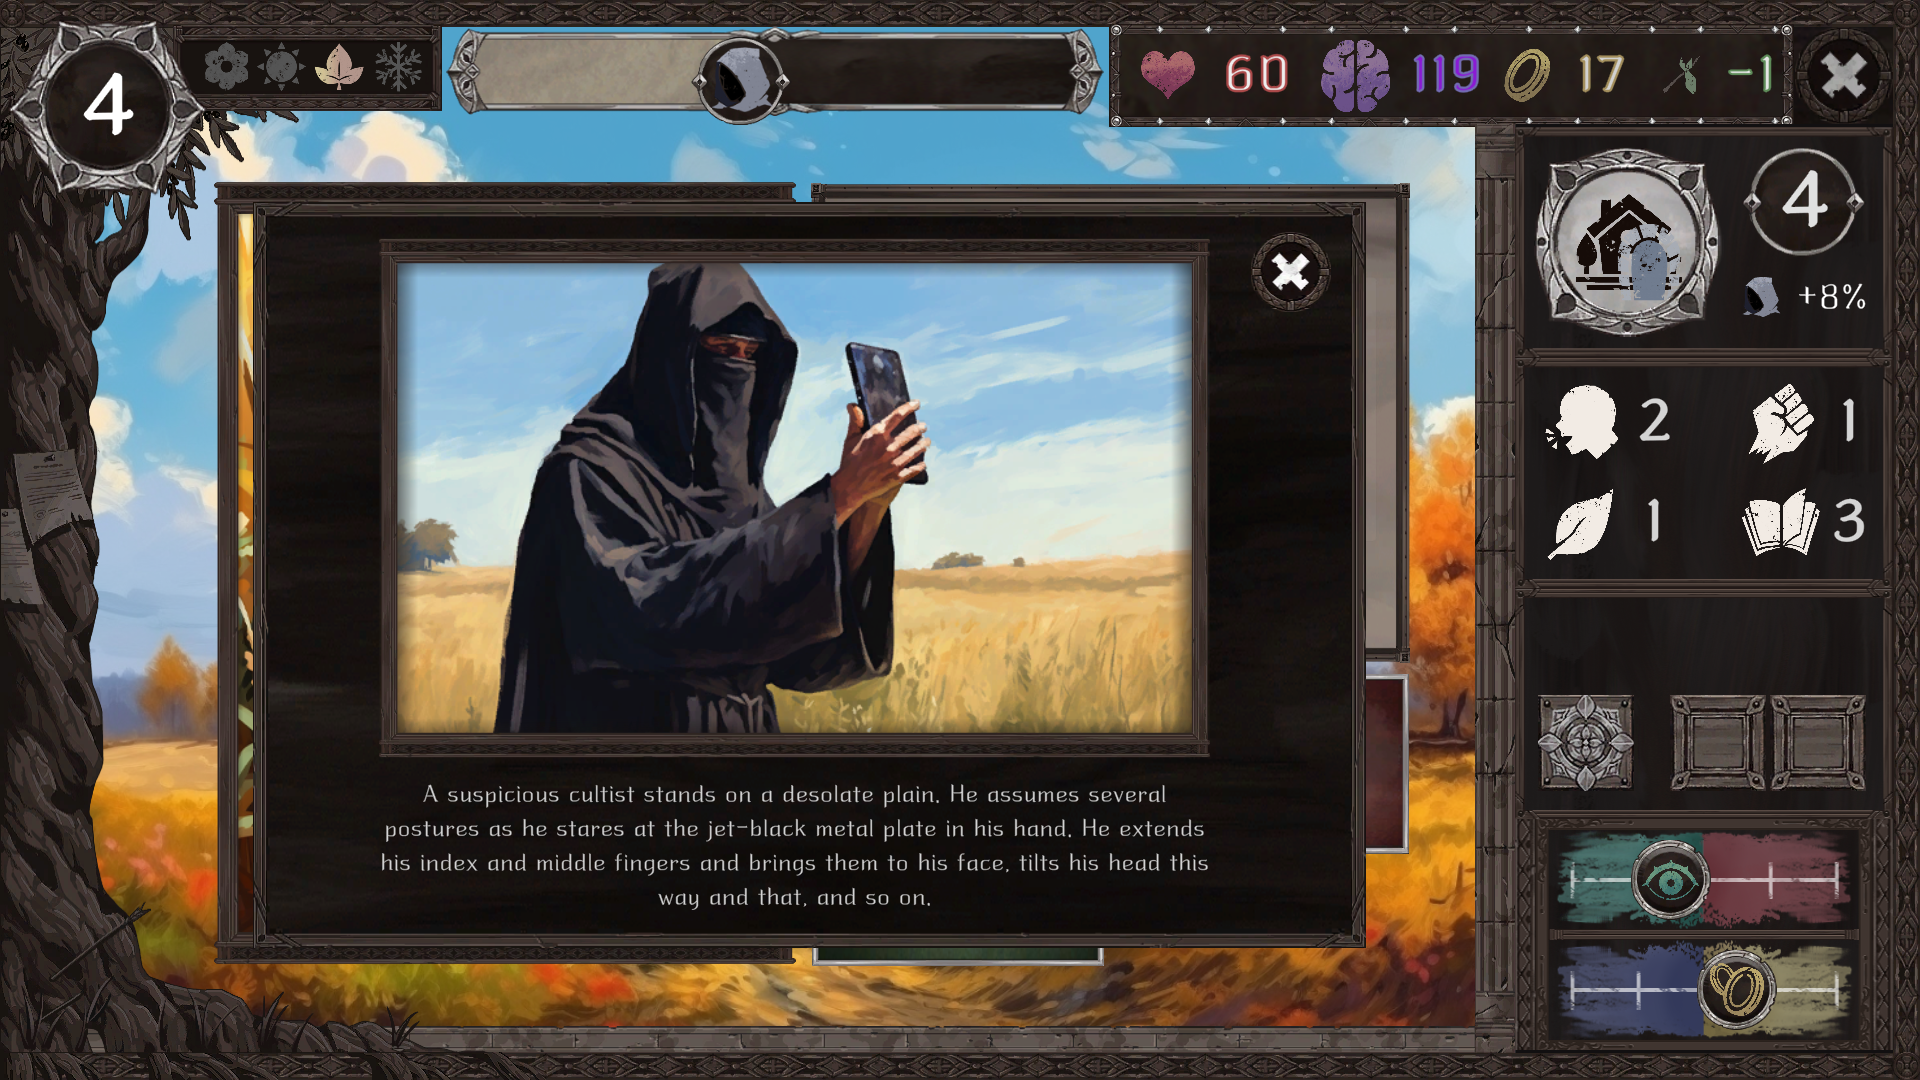 4
60
119
17
-1
4
+8%
2
1
1
3
A suspicious cultist stands on a desolate plain. He assumes several
postures as he stares at the jet-black metal plate in his hand. He extends
his index and middle fingers and brings them to his face, tilts his head this
way and that, and so on.